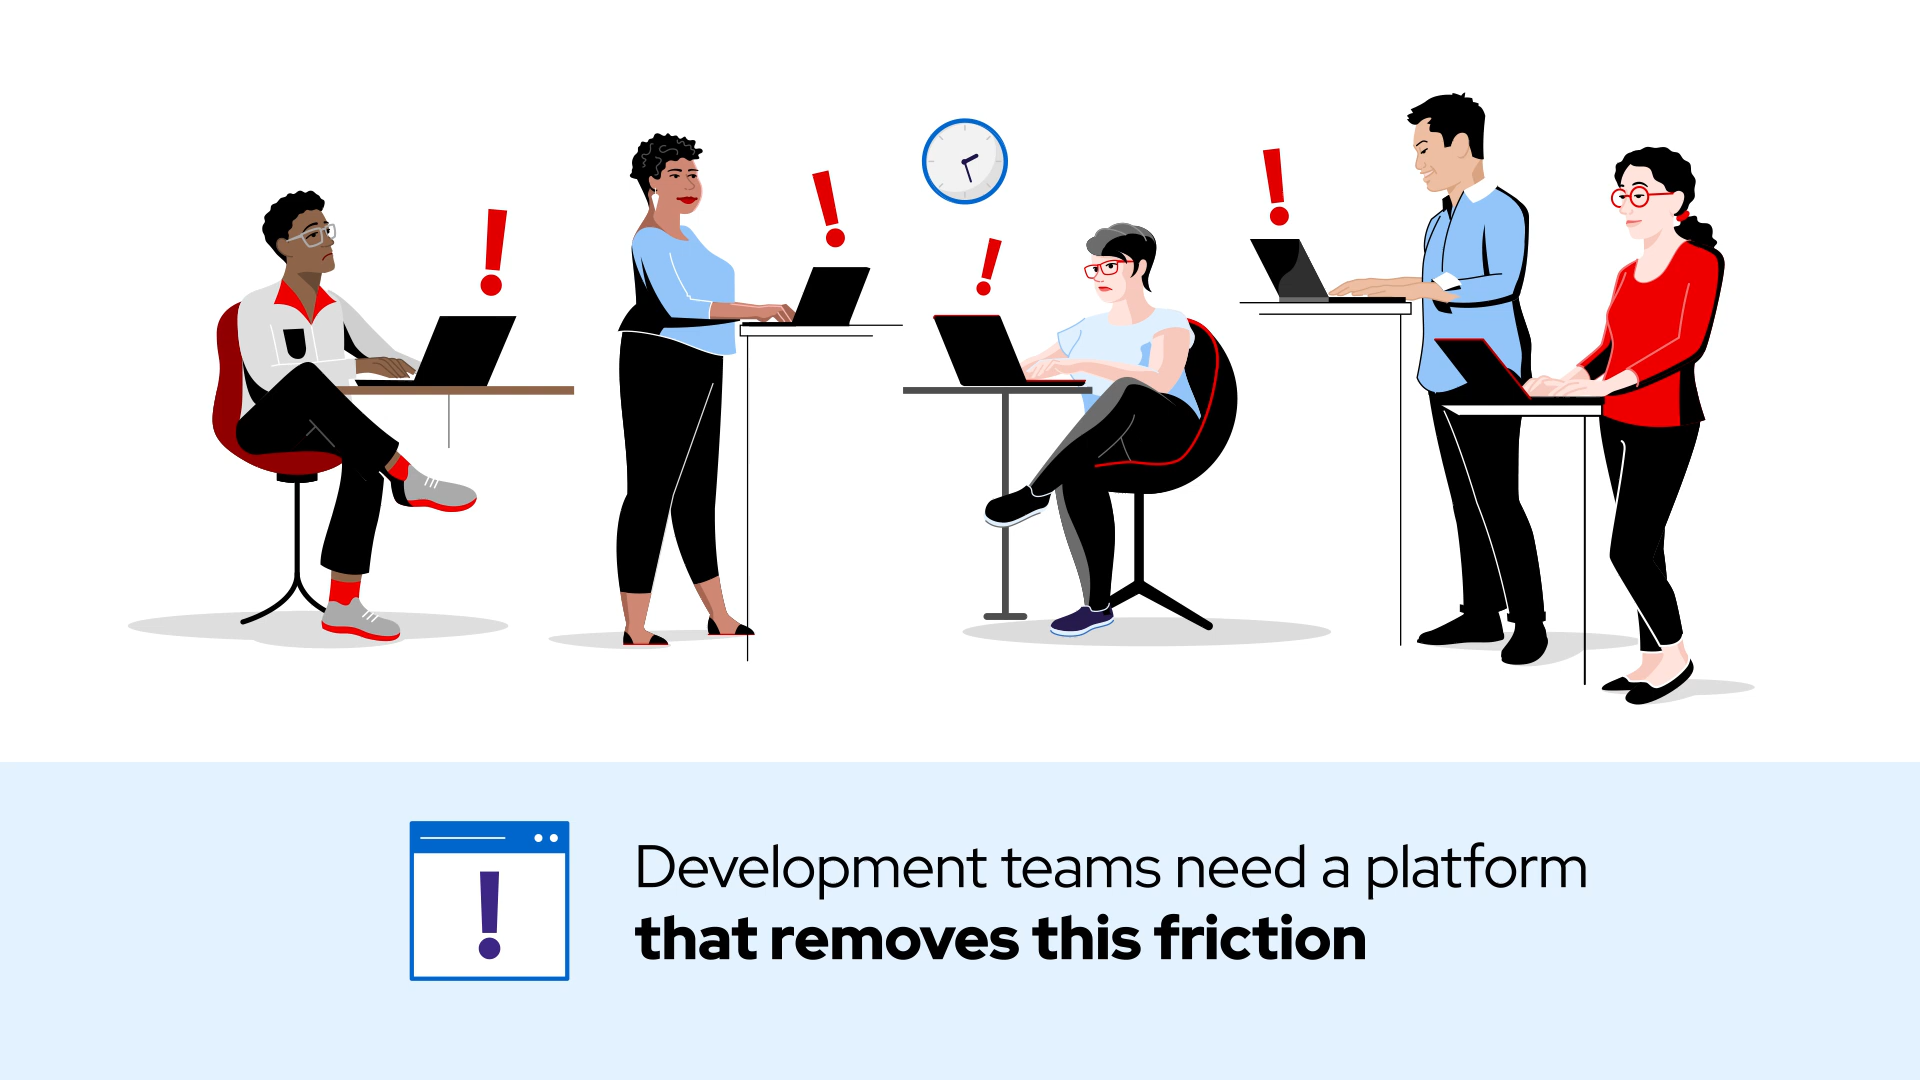 Development teams need a platform
that removes this friction